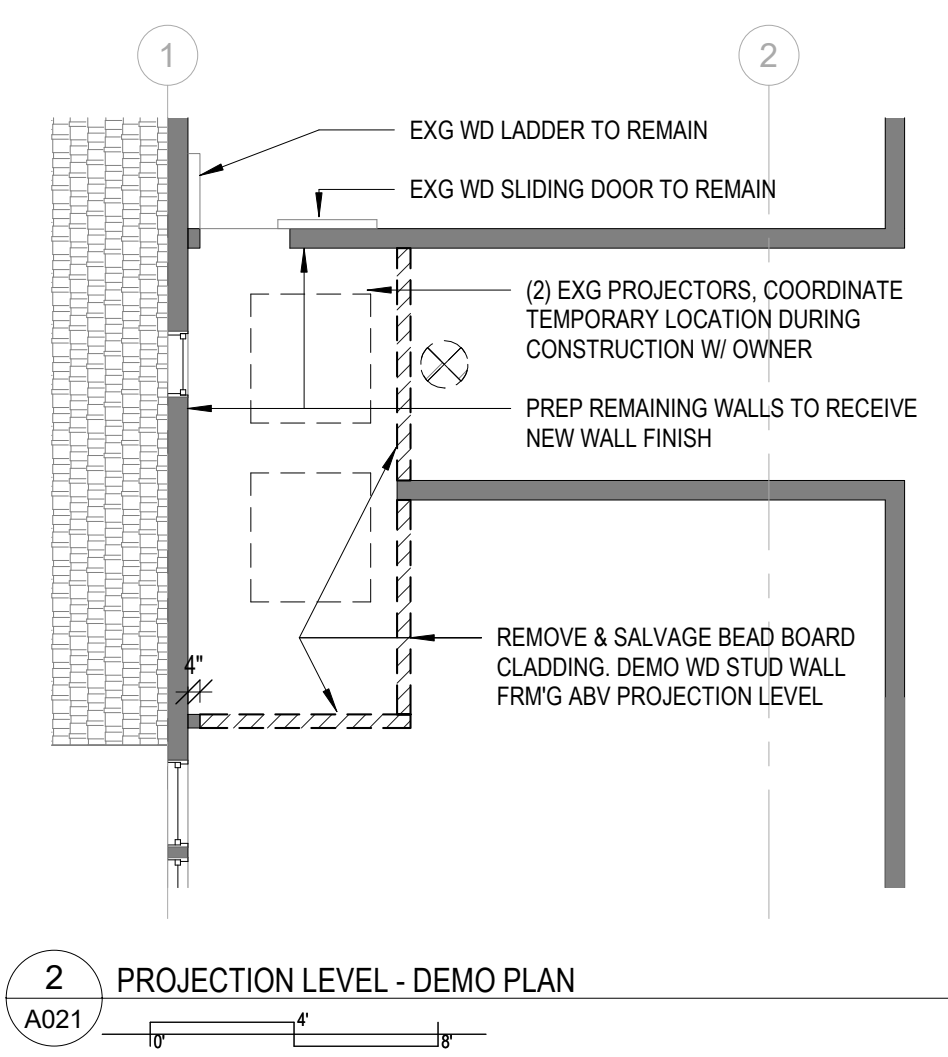 1
2
EXG WD LADDER TO REMAIN
EXG WD SLIDING DOOR TO REMAIN
(2) EXG PROJECTORS, COORDINATE
TEMPORARY LOCATION DURING
CONSTRUCTION W/ OWNER
PREP REMAINING WALLS TO RECEIVE
NEW WALL FINISH
REMOVE & SALVAGE BEAD BOARD
CLADDING. DEMO WD STUD WALL
FRM'G ABV PROJECTION LEVEL
4"
2
PROJECTION LEVEL - DEMO PLAN
A021
0'
4'
8'